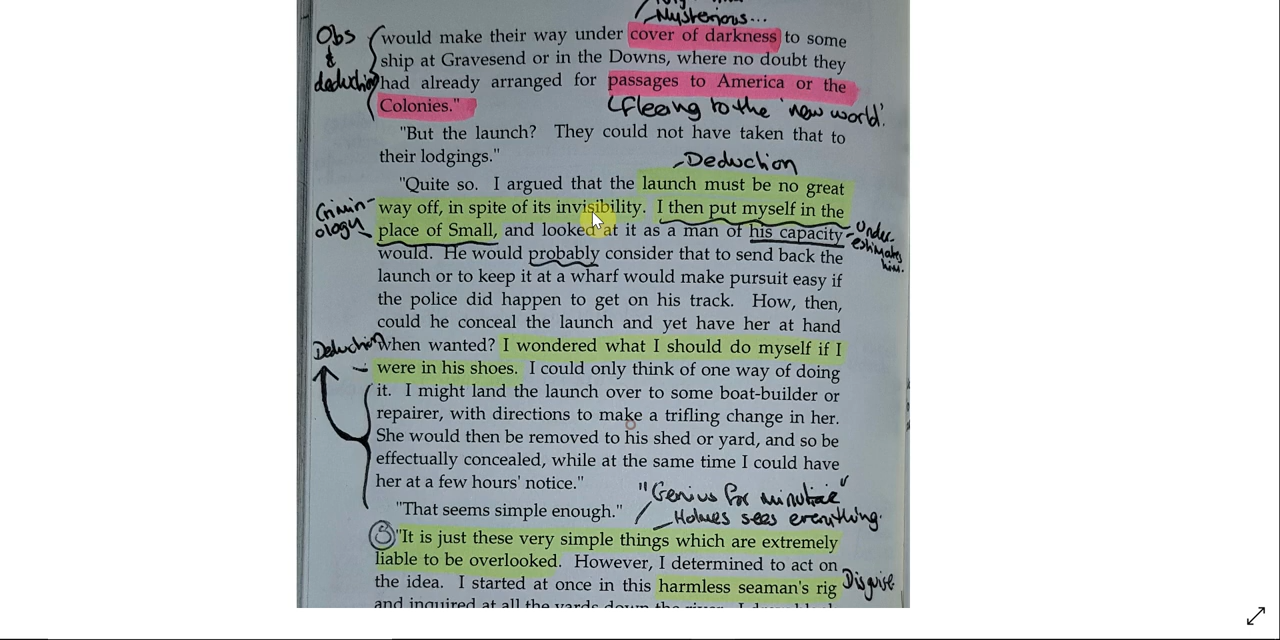 Mysterious...
Obs
&
deduction
would make their way under cover of darkness to some
ship at Gravesend or in the Downs, where no doubt they
had already arranged for passages to America or the
Colonies."
Fleeing to the 'new world'.
"But the launch? They could not have taken that to
their lodgings."
Deduction
"Quite so. I argued that the launch must be no great
way off, in spite of its invisibility. I then put myself in the
Crimin-
ology
place of Small, and looked at it as a man of his capacity
Under-
estimates
him.
would. He would probably consider that to send back the
launch or to keep it at a wharf would make pursuit easy if
the police did happen to get on his track. How, then,
could he conceal the launch and yet have her at hand
Deduction
when wanted? I wondered what I should do myself if I
were in his shoes. I could only think of one way of doing
it. I might land the launch over to some boat-builder or
repairer, with directions to make a trifling change in her.
She would then be removed to his shed or yard, and so be
effectually concealed, while at the same time I could have
her at a few hours' notice."
"Genius for minutiae"
"That seems simple enough."
Holmes sees everything.
"It is just these very simple things which are extremely
liable to be overlooked. However, I determined to act on
the idea. I started at once in this harmless seaman's rig
Disguise
and inquired at all the yards down the river. I